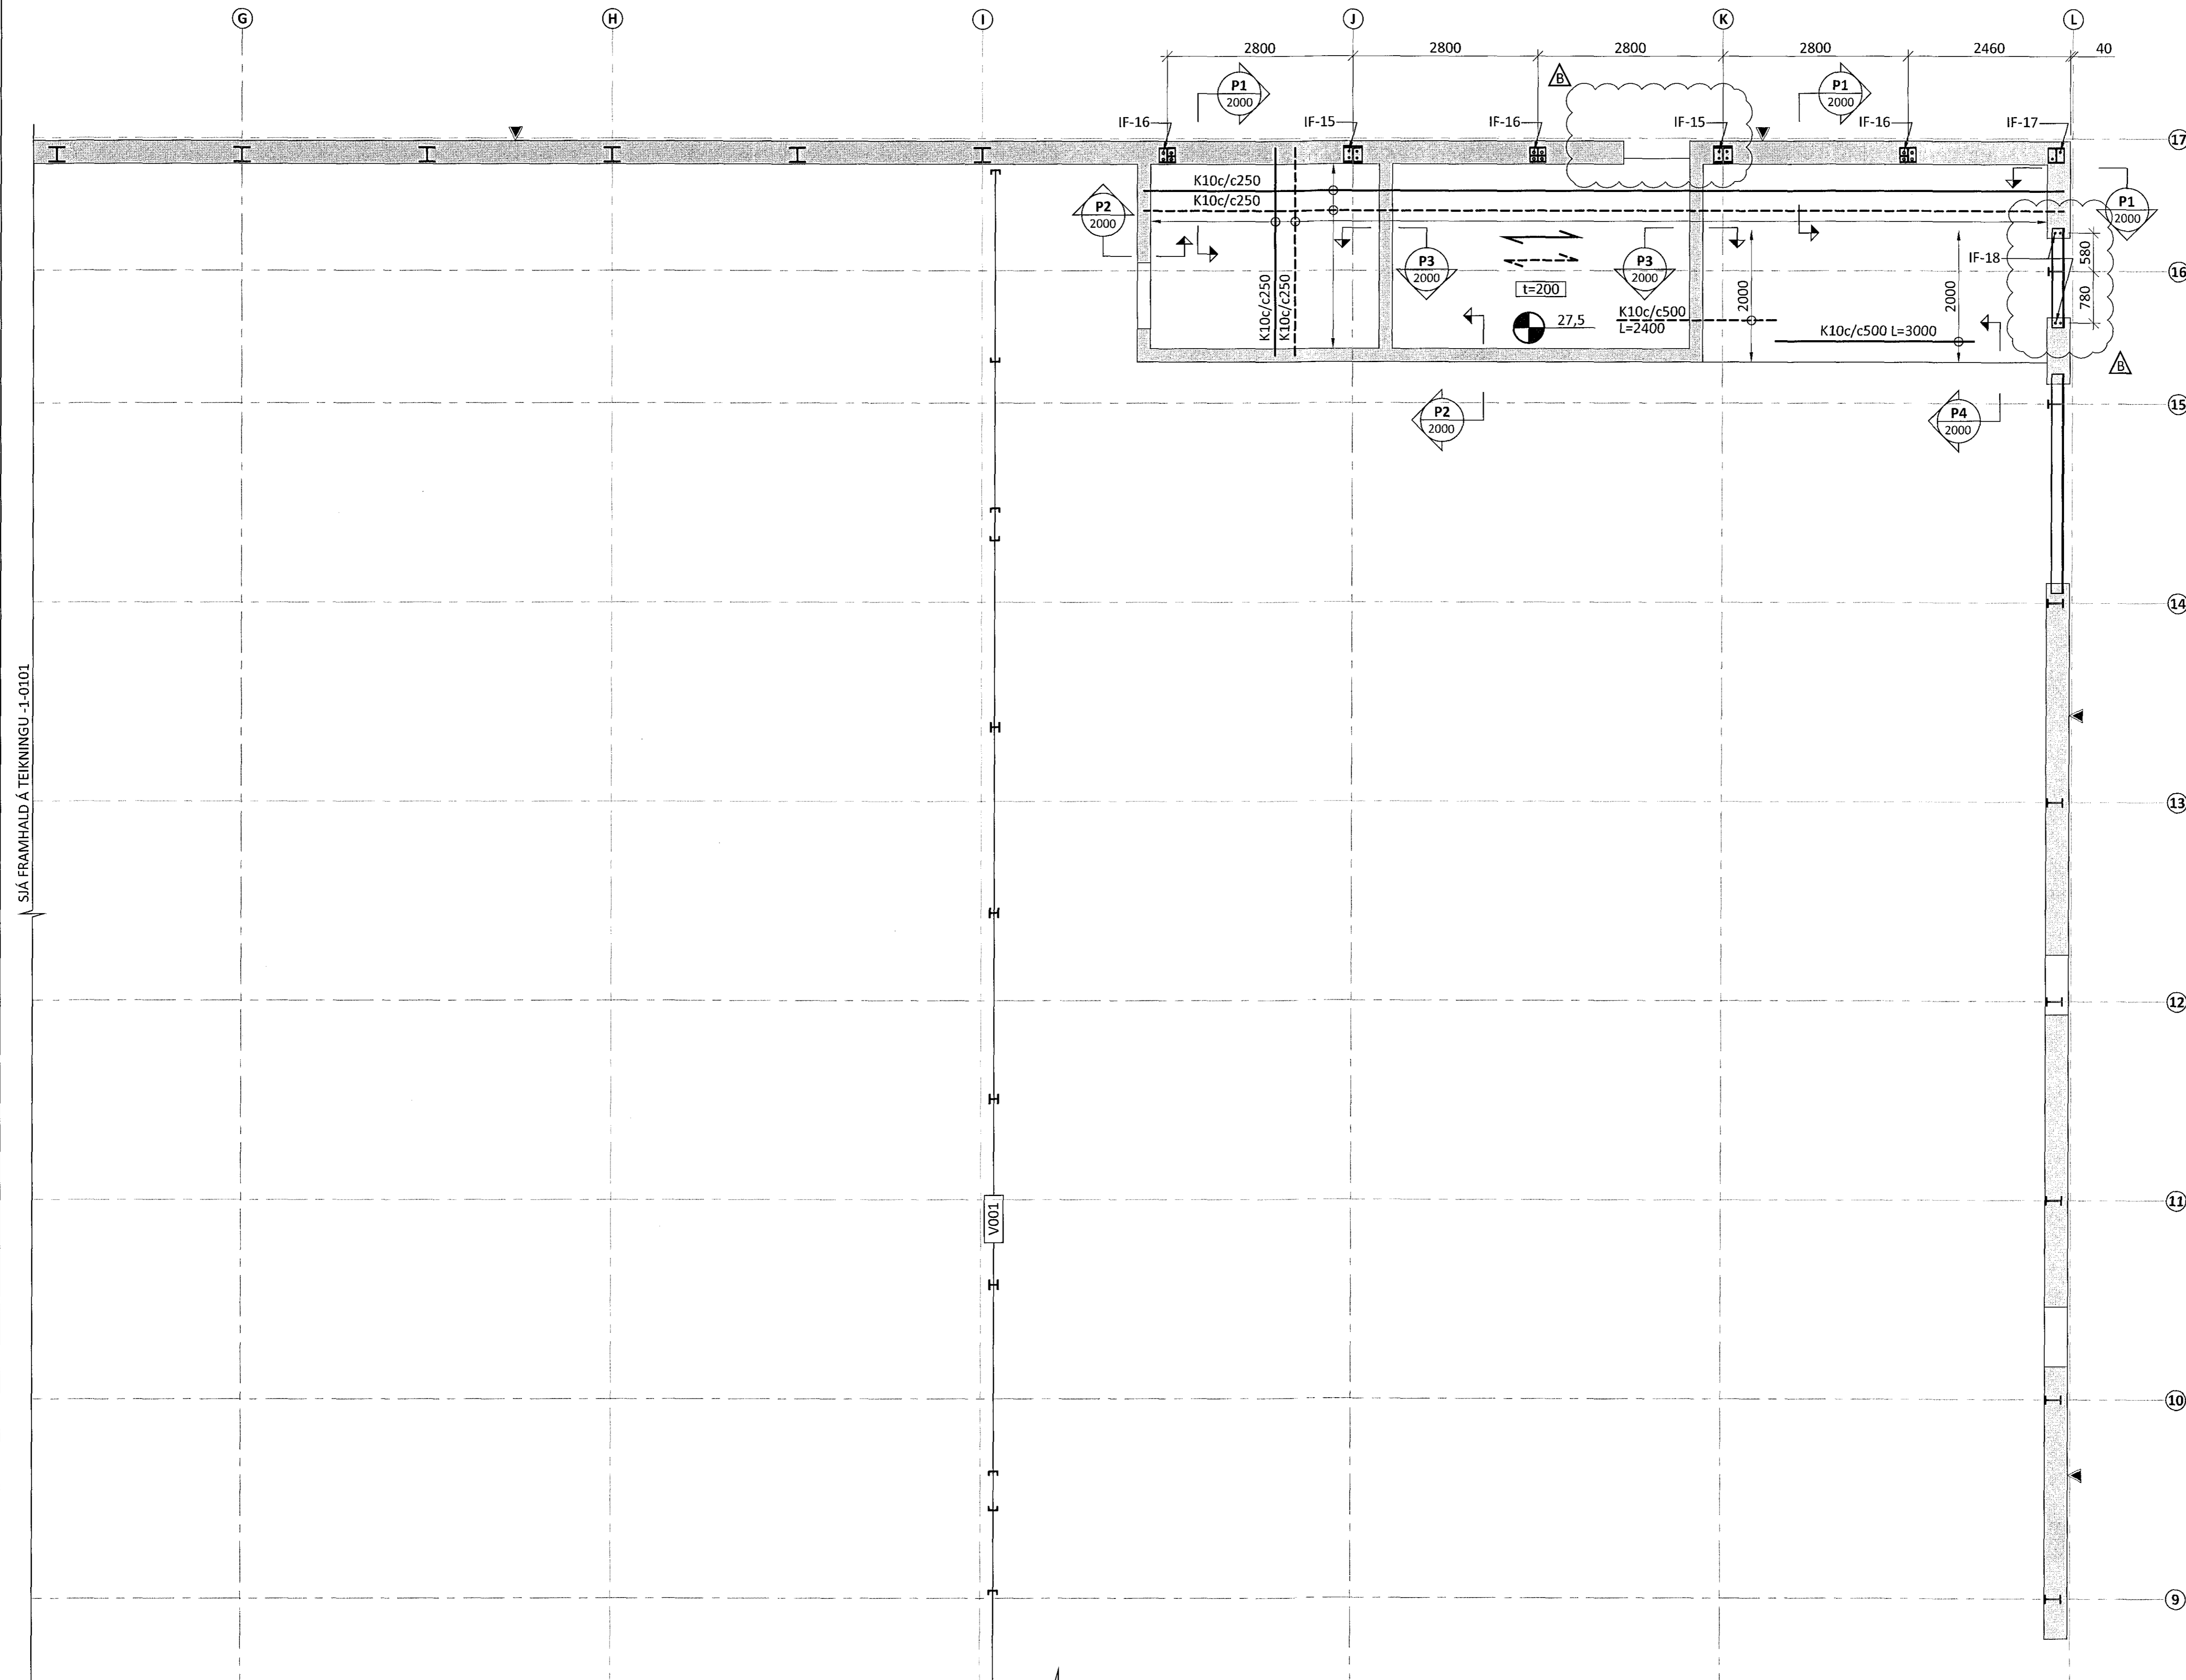 G H I J K L
2800 2800 2800 2800 2460 40
B
P1 2000
P1 2000
IF-16 IF-15 IF-16 IF-15 IF-16 IF-17
17
K10c/c250
K10c/c250
P2 2000
P1 2000
P3 2000
P3 2000
IF-18
580
16
780
t=200
K10c/c250
K10c/c250
27,5
K10c/c500
L=2400
2000
2000
K10c/c500 L=3000
B
P2 2000
P4 2000
15
14
SJÁ FRAMHALD Á TEIKNINGU -1-0101
13
12
11
V001
10
9